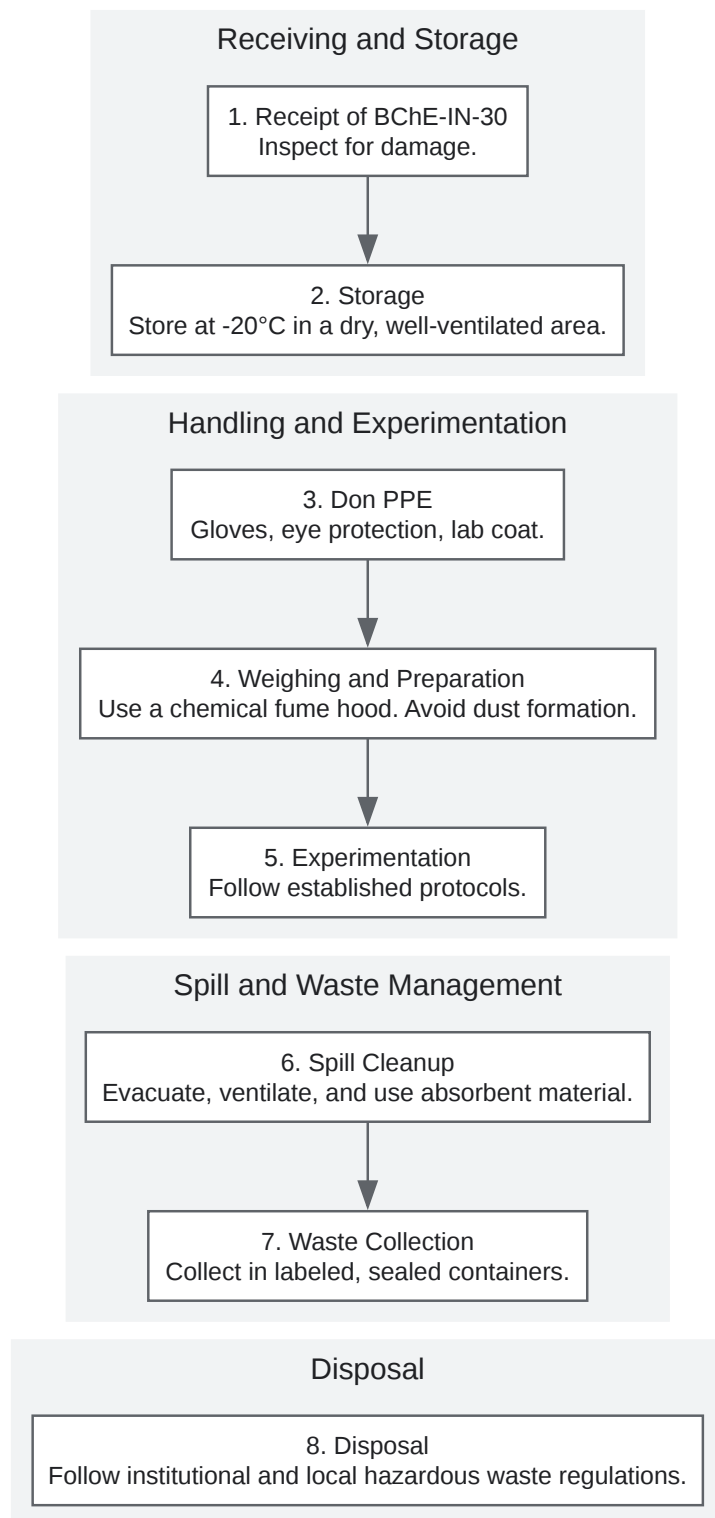 Receiving and Storage
1. Receipt of BChE-IN-30
Inspect for damage.
2. Storage
Store at -20°C in a dry, well-ventilated area.
Handling and Experimentation
3. Don PPE
Gloves, eye protection, lab coat.
4. Weighing and Preparation
Use a chemical fume hood. Avoid dust formation.
5. Experimentation
Follow established protocols.
Spill and Waste Management
6. Spill Cleanup
Evacuate, ventilate, and use absorbent material.
7. Waste Collection
Collect in labeled, sealed containers.
Disposal
8. Disposal
Follow institutional and local hazardous waste regulations.